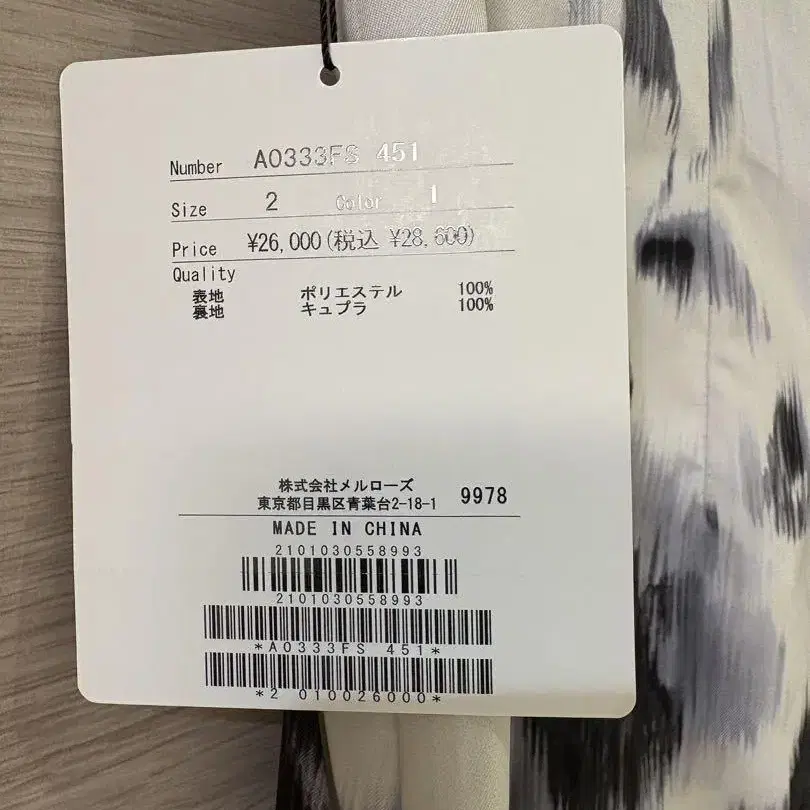 Number A0333FS 451
Size 2 Color 1
Price ¥26,000(税込 ¥28,600)
Quality
表地 ポリエステル 100%
裏地 キュプラ 100%
株式会社メルローズ
東京都目黒区青葉台2-18-1 9978
MADE IN CHINA
2101030558993
2101030558993
*A0333FS 451*
*2 010026000*